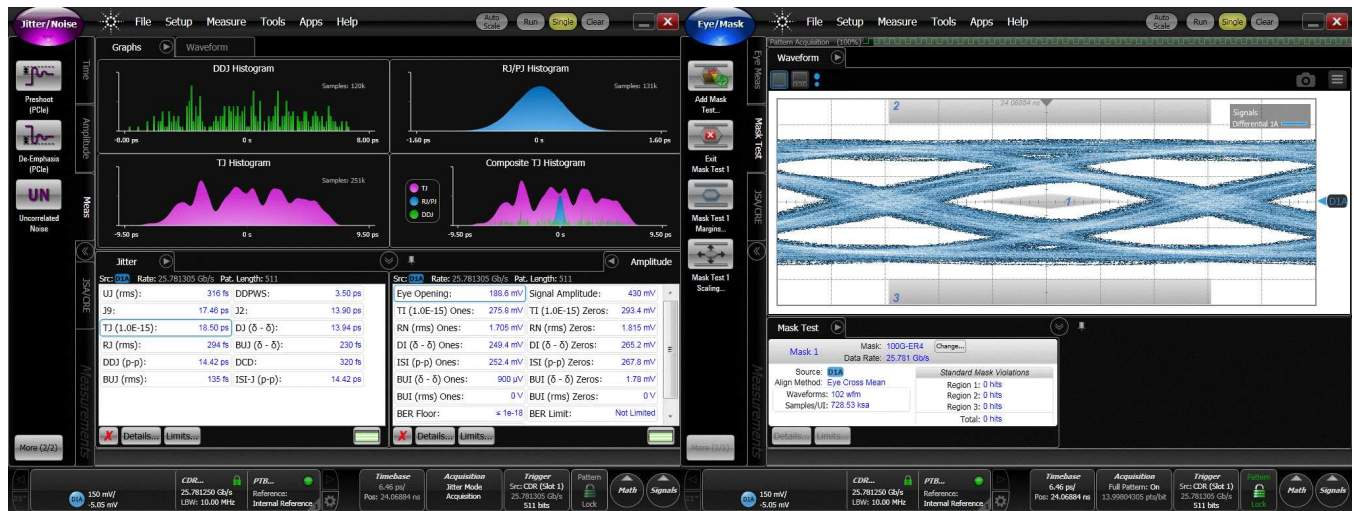 Jitter/Noise
File Setup Measure Tools Apps Help
Auto Scale Run Single Clear
Graphs Waveform
Time
Amplitude
Meas
JSA/CRE
Measurements
Preshoot
(PCIe)
De-Emphasis
(PCIe)
UN
Uncorrelated
Noise
More (2/2)
DDJ Histogram
Samples: 120k
-8.00 ps 0 s 8.00 ps
RJ/PJ Histogram
Samples: 131k
-1.60 ps 0 s 1.60 ps
TJ Histogram
Samples: 251k
-9.50 ps 0 s 9.50 ps
Composite TJ Histogram
TJ
RJ/PJ
DDJ
-9.50 ps 0 s 9.50 ps
Jitter Amplitude
Src: D1A Rate: 25.781305 Gb/s Pat. Length: 511
UJ (rms): 316 fs DDPWS: 3.50 ps
J9: 17.46 ps J2: 13.90 ps
TJ (1.0E-15): 18.50 ps DJ (δ - δ): 13.94 ps
RJ (rms): 294 fs BUJ (δ - δ): 230 fs
DDJ (p-p): 14.42 ps DCD: 320 fs
BUJ (rms): 135 fs ISI-J (p-p): 14.42 ps
Details... Limits...
Src: D1A Rate: 25.781305 Gb/s Pat. Length: 511
Eye Opening: 188.6 mV Signal Amplitude: 430 mV
TI (1.0E-15) Ones: 275.8 mV TI (1.0E-15) Zeros: 293.4 mV
RN (rms) Ones: 1.705 mV RN (rms) Zeros: 1.815 mV
DI (δ - δ) Ones: 249.4 mV DI (δ - δ) Zeros: 265.2 mV
ISI (p-p) Ones: 252.4 mV ISI (p-p) Zeros: 267.8 mV
BUI (δ - δ) Ones: 900 µV BUI (δ - δ) Zeros: 1.78 mV
BUI (rms) Ones: 0 V BUI (rms) Zeros: 0 V
BER Floor: ≤ 1e-18 BER Limit: Not Limited
Details... Limits...
D1A 150 mV/
-5.05 mV
CDR...
25.781250 Gb/s
LBW: 10.00 MHz
PTB...
Reference:
Internal Reference
Timebase
6.46 ps/
Pos: 24.06884 ns
Acquisition
Jitter Mode
Acquisition
Trigger
Src: CDR (Slot 1)
25.781305 Gb/s
511 bits
Pattern
Lock
Math Signals
Eye/Mask
File Setup Measure Tools Apps Help
Auto Scale Run Single Clear
Pattern Acquisition (100%)
Waveform
Eye Meas
Mask Test
JSA/CRE
Measurements
Add Mask
Test...
Exit
Mask Test 1
Mask Test 1
Margins...
Mask Test 1
Scaling...
2
24.06884 ns
Signals
Differential 1A
1
D1A
3
Mask Test
Mask 1
Mask: 100G-ER4 Change...
Data Rate: 25.781 Gb/s
Source: D1A
Align Method: Eye Cross Mean
Waveforms: 102 wfm
Samples/UI: 728.53 ksa
Standard Mask Violations
Region 1: 0 hits
Region 2: 0 hits
Region 3: 0 hits
Total: 0 hits
Details... Limits...
D1A 150 mV/
-5.05 mV
CDR...
25.781250 Gb/s
LBW: 10.00 MHz
PTB...
Reference:
Internal Reference
Timebase
6.46 ps/
Pos: 24.06884 ns
Acquisition
Full Pattern: On
13.99804305 pts/bit
Trigger
Src: CDR (Slot 1)
25.781305 Gb/s
511 bits
Pattern
Lock
Math Signals